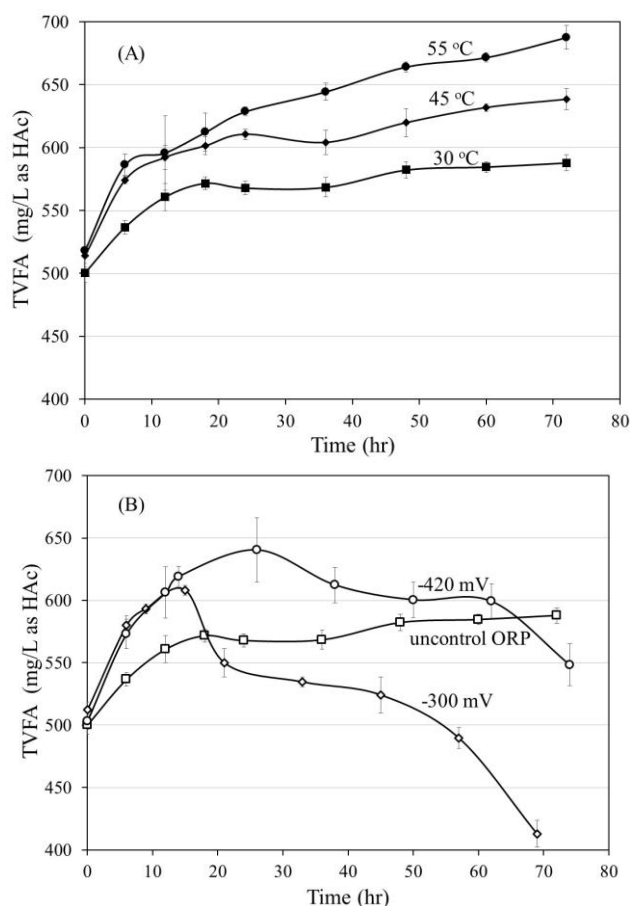 700
(A)
55 °C
650
45 °C
600
30 °C
550
500
450
400
TVFA (mg/L as HAc)
0 10 20 30 40 50 60 70 80
Time (hr)
700
(B)
650
-420 mV
600
uncontrol ORP
550
-300 mV
500
450
400
TVFA (mg/L as HAc)
0 10 20 30 40 50 60 70 80
Time (hr)